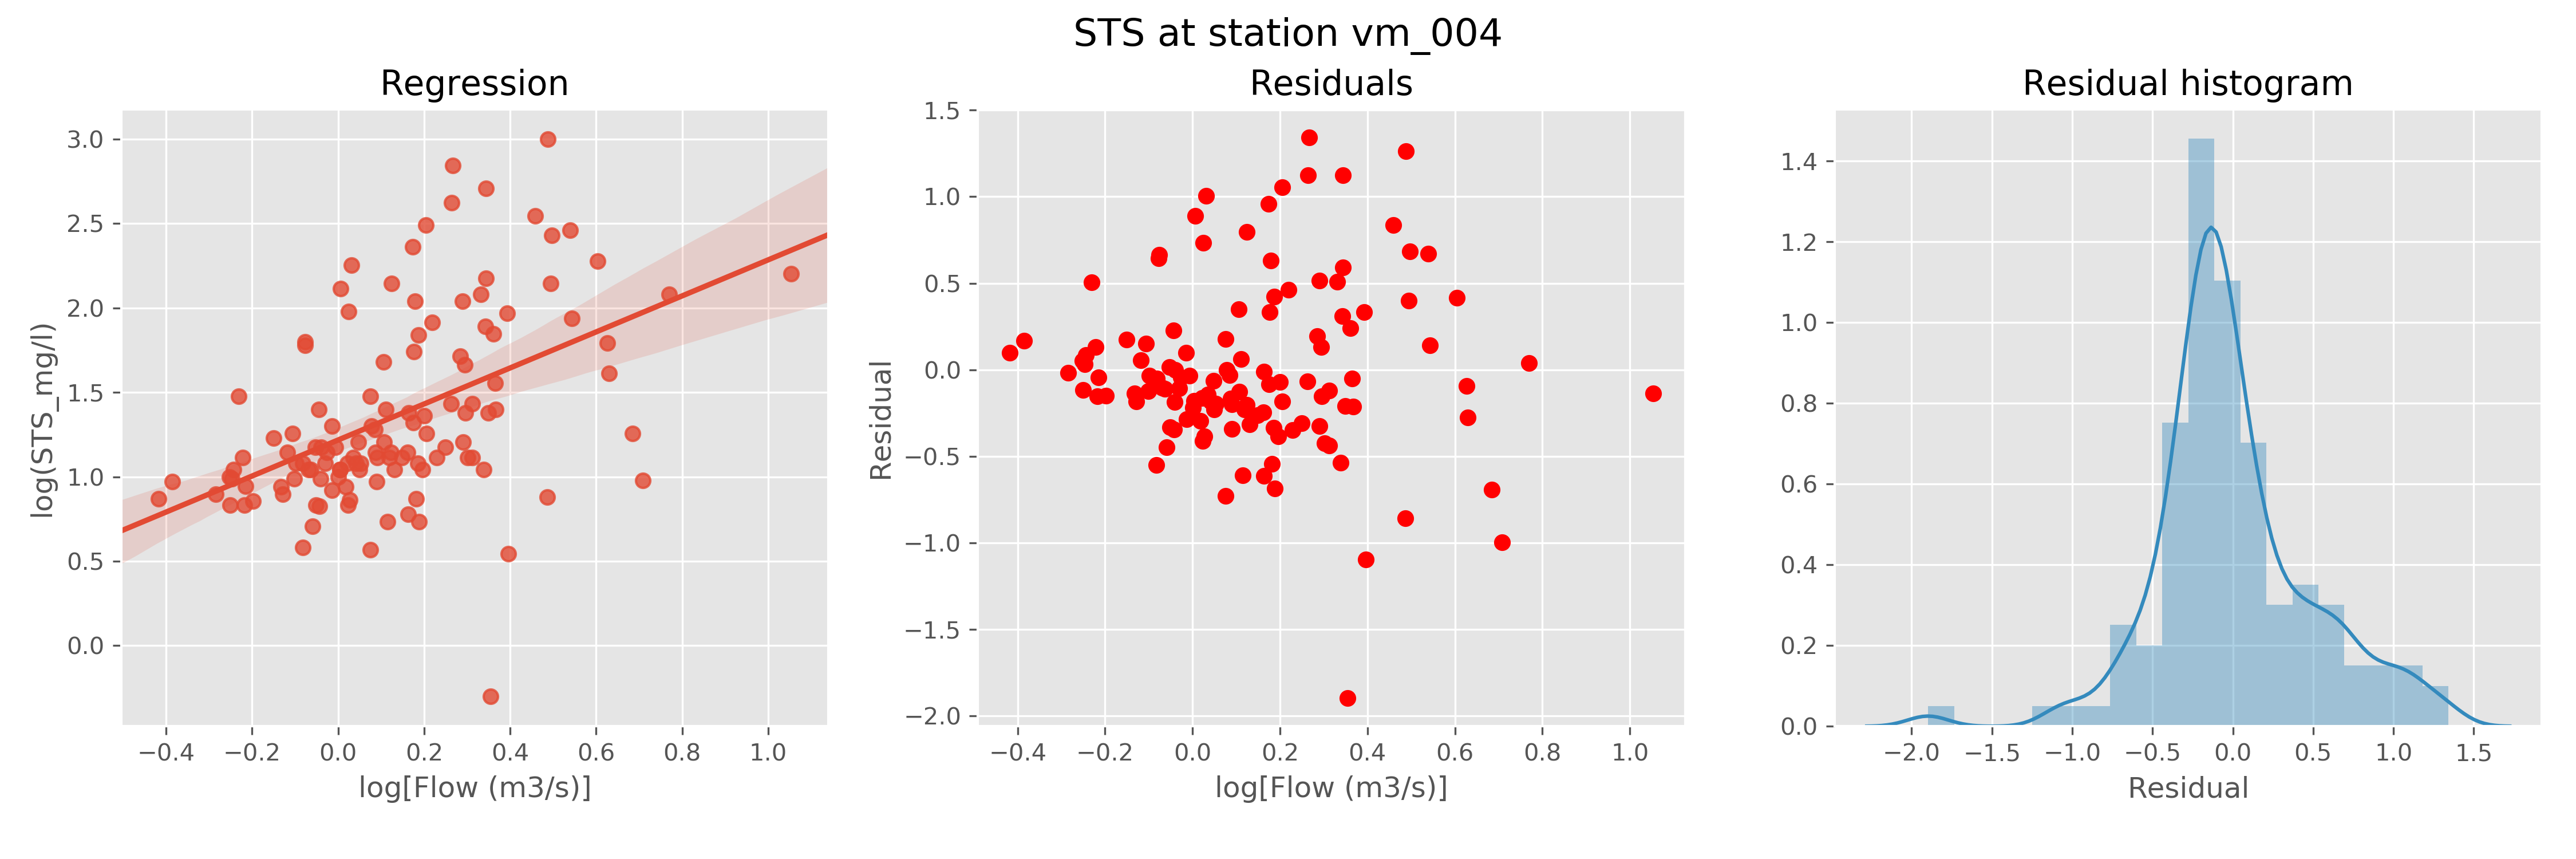 STS at station vm_004
Regression
3.0
2.5
2.0
1.5
1.0
0.5
0.0
log(STS_mg/l)
−0.4 −0.2 0.0 0.2 0.4 0.6 0.8 1.0
log[Flow (m3/s)]
Residuals
1.5
1.0
0.5
0.0
−0.5
−1.0
−1.5
−2.0
Residual
−0.4 −0.2 0.0 0.2 0.4 0.6 0.8 1.0
log[Flow (m3/s)]
Residual histogram
1.4
1.2
1.0
0.8
0.6
0.4
0.2
0.0
−2.0 −1.5 −1.0 −0.5 0.0 0.5 1.0 1.5
Residual